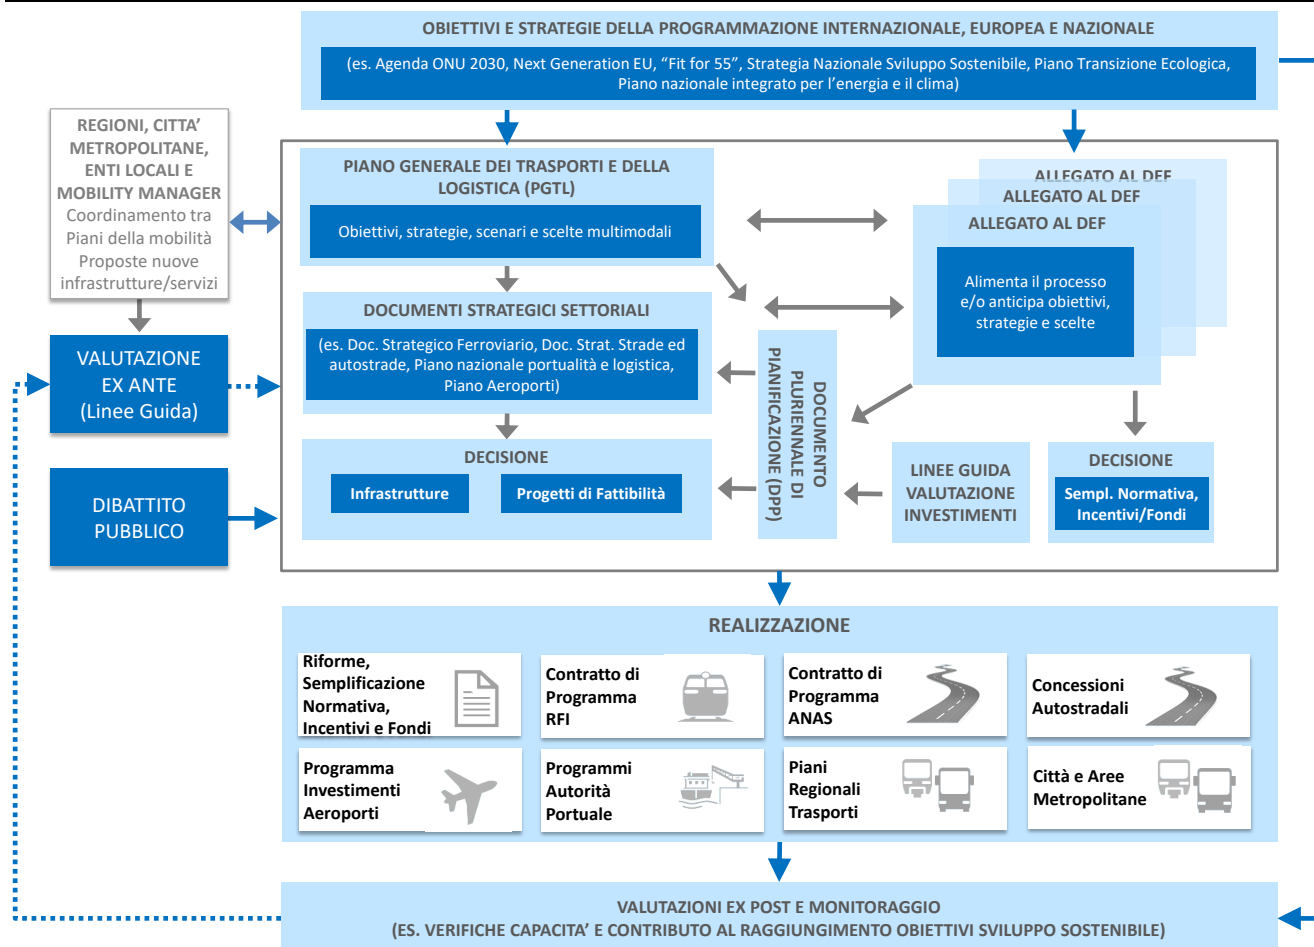 OBIETTIVI E STRATEGIE DELLA PROGRAMMAZIONE INTERNAZIONALE, EUROPEA E NAZIONALE
(es. Agenda ONU 2030, Next Generation EU, “Fit for 55”, Strategia Nazionale Sviluppo Sostenibile, Piano Transizione Ecologica,
Piano nazionale integrato per l’energia e il clima)
REGIONI, CITTA’
METROPOLITANE,
ENTI LOCALI E
MOBILITY MANAGER
Coordinamento tra
Piani della mobilità
Proposte nuove
infrastrutture/servizi
PIANO GENERALE DEI TRASPORTI E DELLA
LOGISTICA (PGTL)
Obiettivi, strategie, scenari e scelte multimodali
ALLEGATO AL DEF
ALLEGATO AL DEF
ALLEGATO AL DEF
Alimenta il processo
e/o anticipa obiettivi,
strategie e scelte
DOCUMENTI STRATEGICI SETTORIALI
(es. Doc. Strategico Ferroviario, Doc. Strat. Strade ed
autostrade, Piano nazionale portualità e logistica,
Piano Aeroporti)
VALUTAZIONE
EX ANTE
(Linee Guida)
DOCUMENTO
PLURIENNALE DI
PIANIFICAZIONE (DPP)
DECISIONE
Infrastrutture
Progetti di Fattibilità
LINEE GUIDA
VALUTAZIONE
INVESTIMENTI
DECISIONE
Sempl. Normativa,
Incentivi/Fondi
DIBATTITO
PUBBLICO
REALIZZAZIONE
Riforme,
Semplificazione
Normativa,
Incentivi e Fondi
Contratto di
Programma
RFI
Contratto di
Programma
ANAS
Concessioni
Autostradali
Programma
Investimenti
Aeroporti
Programmi
Autorità
Portuale
Piani
Regionali
Trasporti
Città e Aree
Metropolitane
VALUTAZIONI EX POST E MONITORAGGIO
(ES. VERIFICHE CAPACITA’ E CONTRIBUTO AL RAGGIUNGIMENTO OBIETTIVI SVILUPPO SOSTENIBILE)